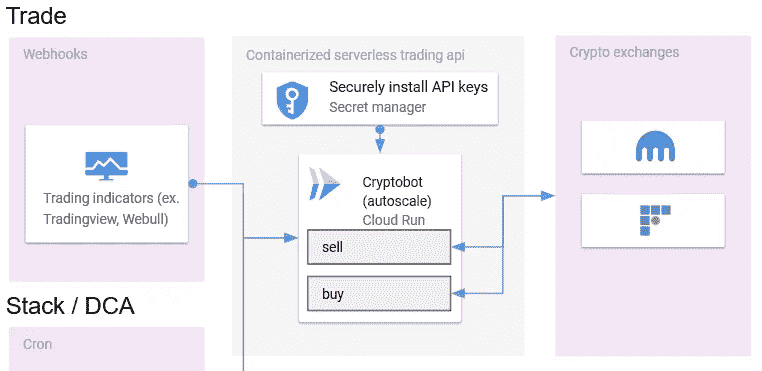 Trade
Webhooks
Containerized serverless trading api
Crypto exchanges
Securely install API keys
Secret manager
Trading indicators (ex.
Tradingview, Webull)
Cryptobot
(autoscale)
Cloud Run
sell
buy
Stack / DCA
Cron